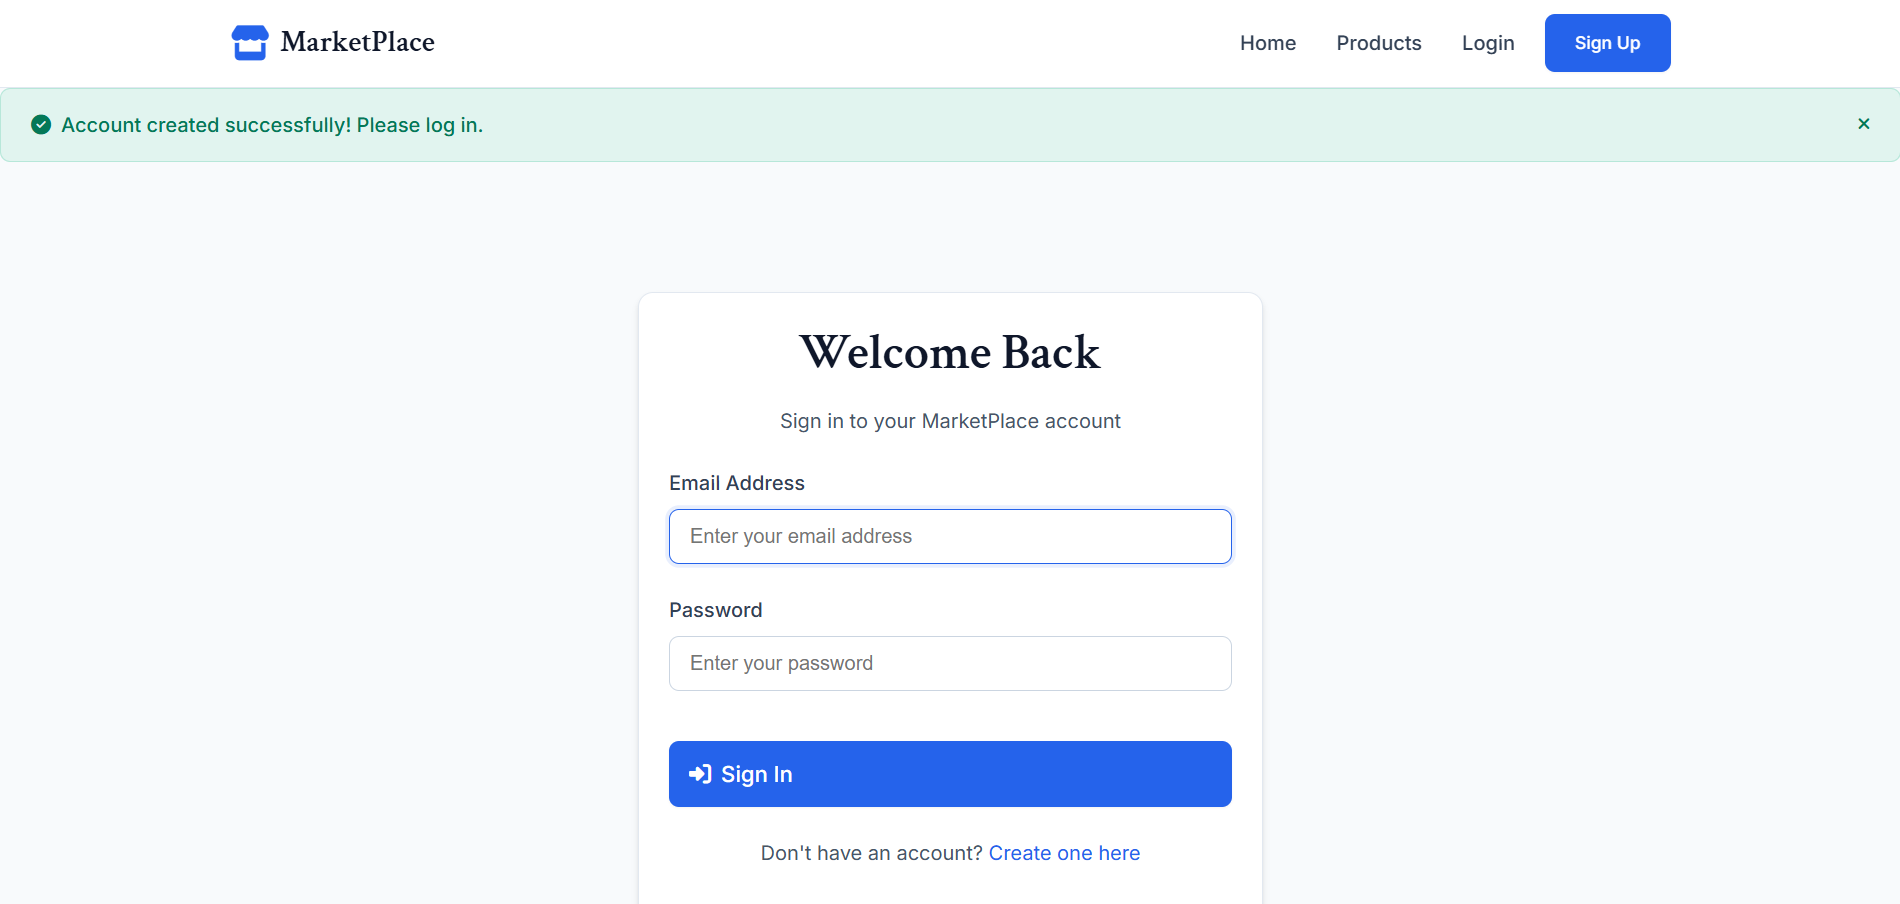 MarketPlace
Home Products Login Sign Up
Account created successfully! Please log in.
Welcome Back
Sign in to your MarketPlace account
Email Address
Enter your email address
Password
Enter your password
Sign In
Don't have an account? Create one here